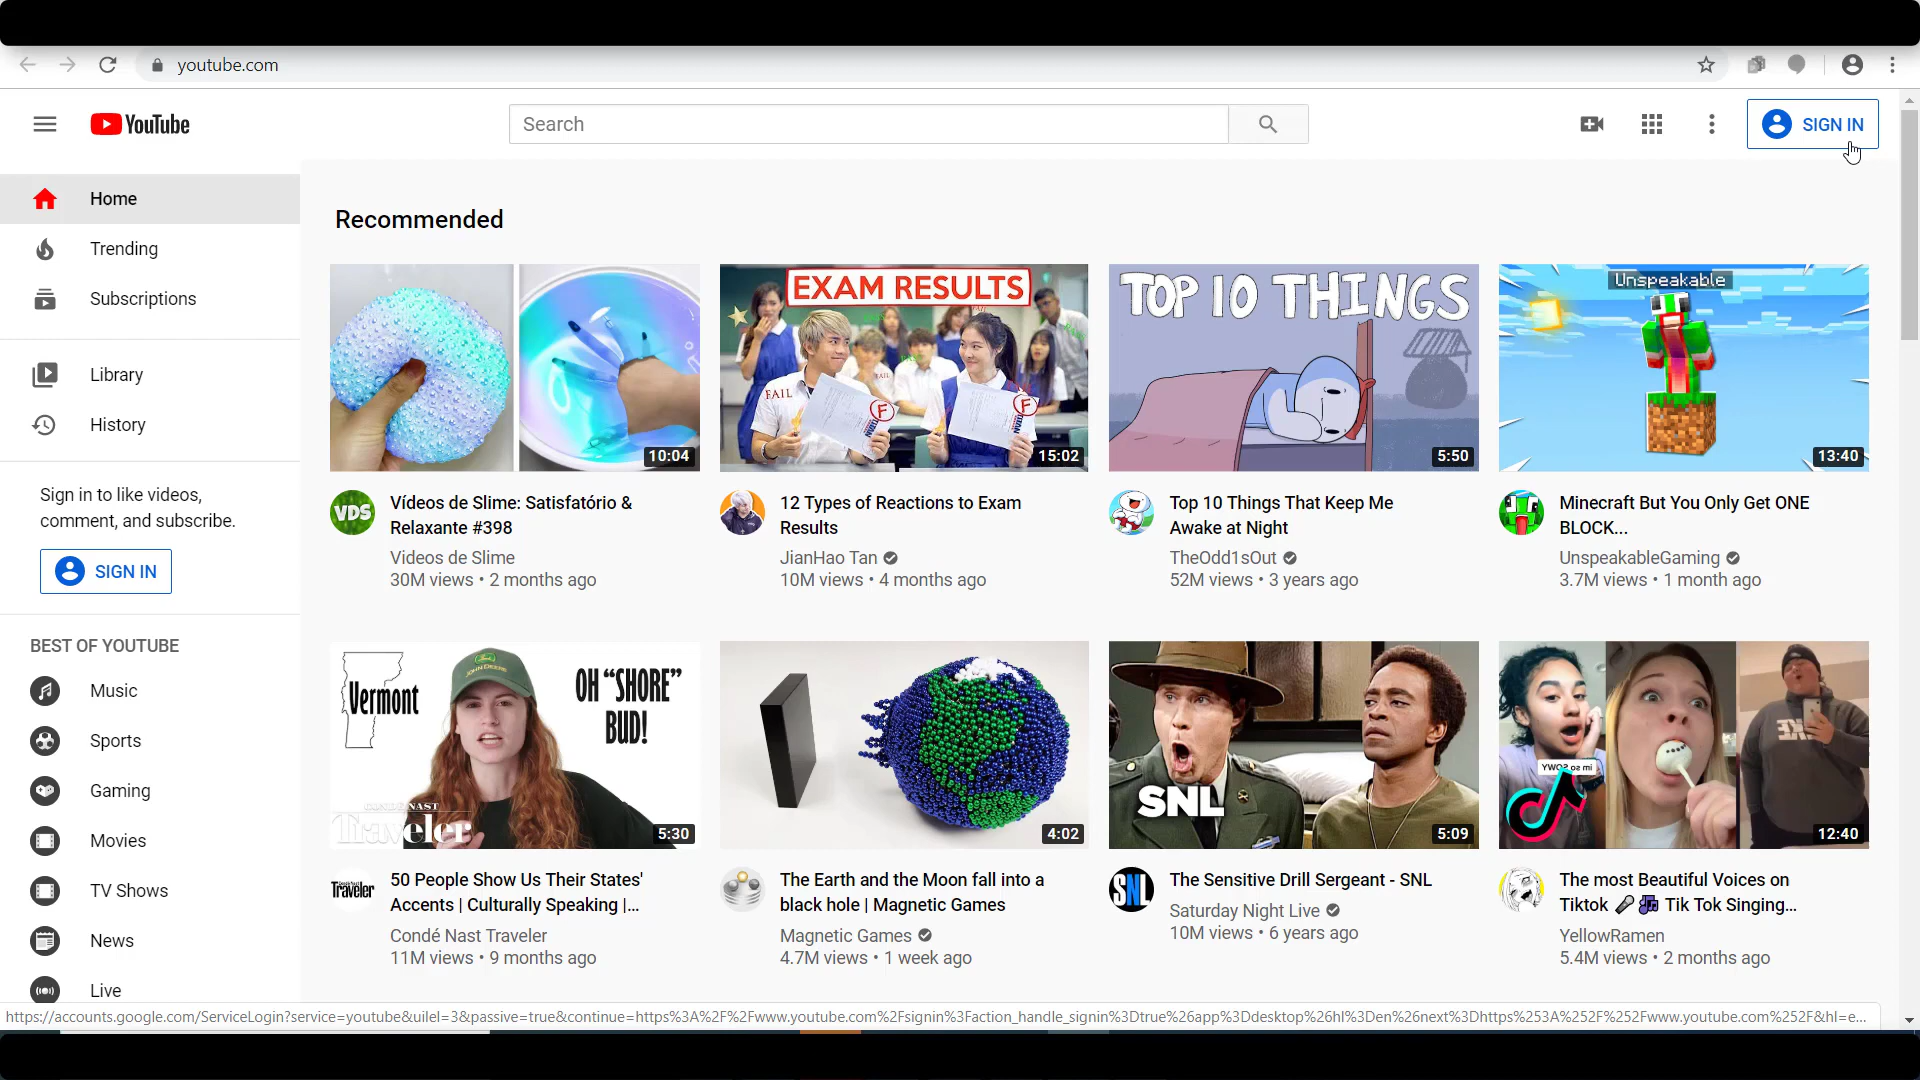 youtube.com
YouTube
Search
SIGN IN
Home
Trending
Subscriptions
Library
History
Sign in to like videos,
comment, and subscribe.
SIGN IN
BEST OF YOUTUBE
Music
Sports
Gaming
Movies
TV Shows
News
Live
Recommended
10:04
VDS
Vídeos de Slime: Satisfatório &
Relaxante #398
Videos de Slime
30M views • 2 months ago
EXAM RESULTS
FAIL
FAIL
FAIL
F
F
15:02
12 Types of Reactions to Exam
Results
JianHao Tan
10M views • 4 months ago
TOP 10 THINGS
5:50
Top 10 Things That Keep Me
Awake at Night
TheOdd1sOut
52M views • 3 years ago
Unspeakable
13:40
Minecraft But You Only Get ONE
BLOCK...
UnspeakableGaming
3.7M views • 1 month ago
Vermont
JOHN DEERE
OH “SHORE”
BUD!
CONDÉ NAST
Traveler
5:30
Traveler
50 People Show Us Their States'
Accents | Culturally Speaking |...
Condé Nast Traveler
11M views • 9 months ago
4:02
The Earth and the Moon fall into a
black hole | Magnetic Games
Magnetic Games
4.7M views • 1 week ago
SNL
5:09
SNL
The Sensitive Drill Sergeant - SNL
Saturday Night Live
10M views • 6 years ago
12:40
The most Beautiful Voices on
Tiktok 🎤🎶 Tik Tok Singing...
YellowRamen
5.4M views • 2 months ago
https://accounts.google.com/ServiceLogin?service=youtube&uilel=3&passive=true&continue=https%3A%2F%2Fwww.youtube.com%2Fsignin%3Faction_handle_signin%3Dtrue%26app%3Ddesktop%26hl%3Den%26next%3Dhttps%253A%252F%252Fwww.youtube.com%252F&hl=e...